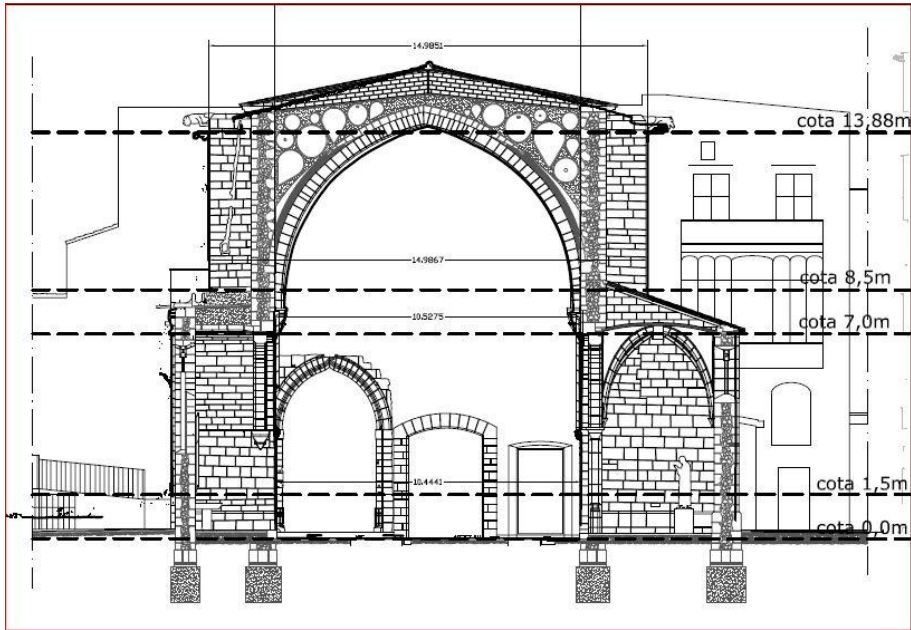 14.9851
cota 13,88m
14.9867
cota 8,5m
10.5275
cota 7,0m
10.4441
cota 1,5m
cota 0,0m